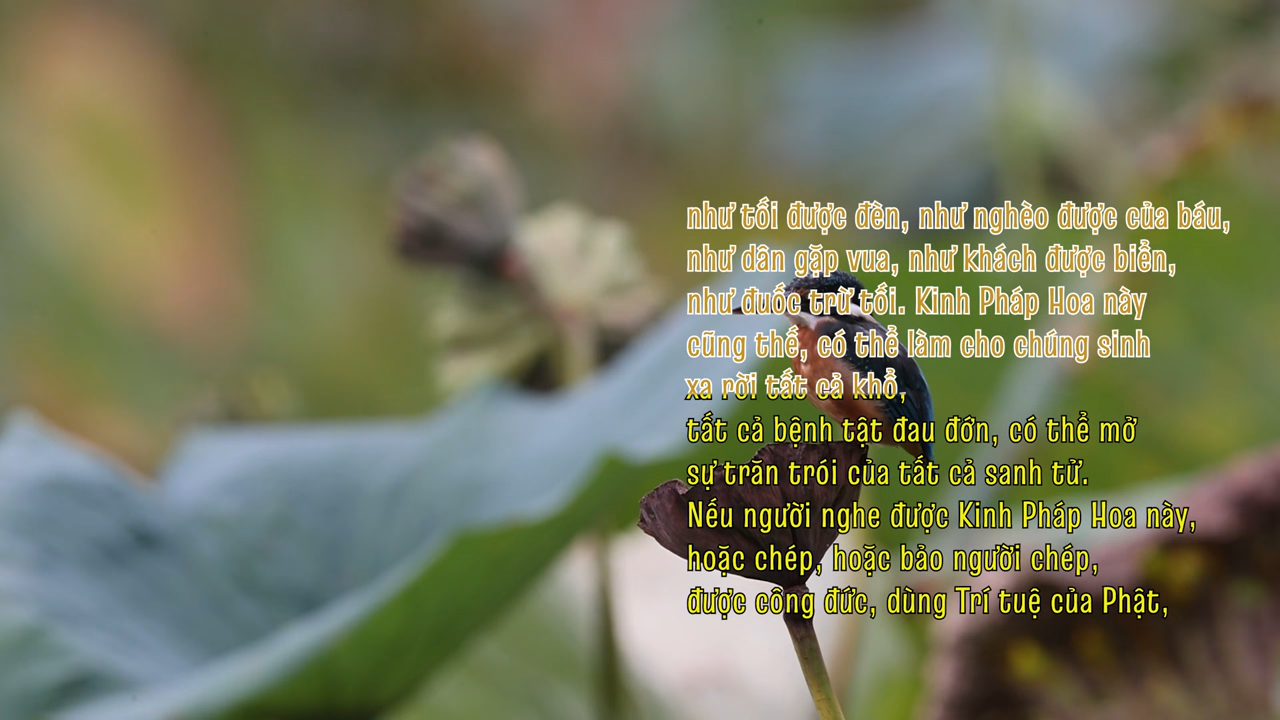 như tối được đèn, như nghèo được của báu,
như dân gặp vua, như khách được biển,
như đuốc trừ tối. Kinh Pháp Hoa này
cũng thế, có thể làm cho chúng sinh
xa rời tất cả khổ,
tất cả bệnh tật đau đớn, có thể mở
sự trăn trói của tất cả sanh tử.
Nếu người nghe được Kinh Pháp Hoa này,
hoặc chép, hoặc bảo người chép,
được công đức, dùng Trí tuệ của Phật,